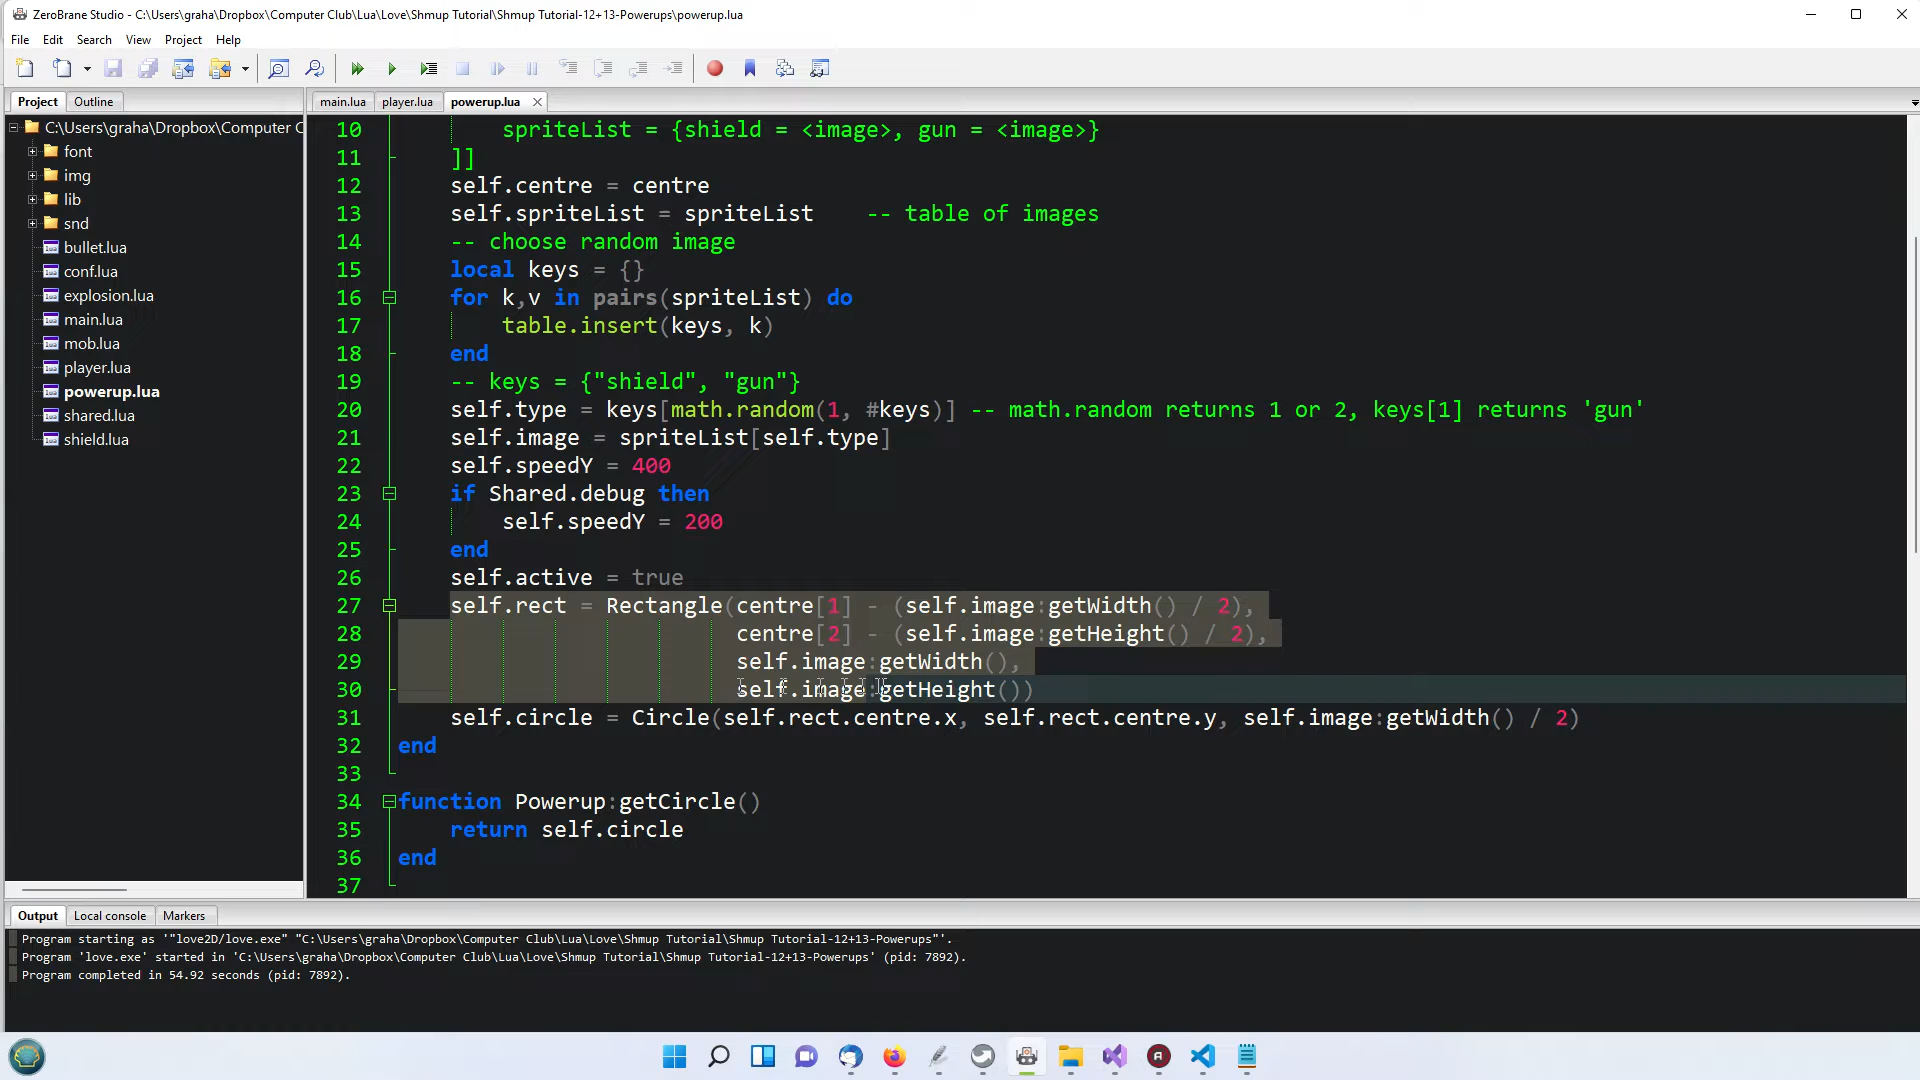 ZeroBrane Studio - C:\Users\graha\Dropbox\Computer Club\Lua\Love\Shmup Tutorial\Shmup Tutorial-12+13-Powerups\powerup.lua
File Edit Search View Project Help
Project Outline
main.lua player.lua powerup.lua
C:\Users\graha\Dropbox\Computer C
font
img
lib
snd
bullet.lua
conf.lua
explosion.lua
main.lua
mob.lua
player.lua
powerup.lua
shared.lua
shield.lua
10 spriteList = {shield = <image>, gun = <image>}
11 ]]
12 self.centre = centre
13 self.spriteList = spriteList -- table of images
14 -- choose random image
15 local keys = {}
16 for k,v in pairs(spriteList) do
17 table.insert(keys, k)
18 end
19 -- keys = {"shield", "gun"}
20 self.type = keys[math.random(1, #keys)] -- math.random returns 1 or 2, keys[1] returns 'gun'
21 self.image = spriteList[self.type]
22 self.speedY = 400
23 if Shared.debug then
24 self.speedY = 200
25 end
26 self.active = true
27 self.rect = Rectangle(centre[1] - (self.image:getWidth() / 2),
28 centre[2] - (self.image:getHeight() / 2),
29 self.image:getWidth(),
30 self.image:getHeight())
31 self.circle = Circle(self.rect.centre.x, self.rect.centre.y, self.image:getWidth() / 2)
32 end
33
34 function Powerup:getCircle()
35 return self.circle
36 end
37
Output Local console Markers
Program starting as '"love2D/love.exe" "C:\Users\graha\Dropbox\Computer Club\Lua\Love\Shmup Tutorial\Shmup Tutorial-12+13-Powerups"'.
Program 'love.exe' started in 'C:\Users\graha\Dropbox\Computer Club\Lua\Love\Shmup Tutorial\Shmup Tutorial-12+13-Powerups' (pid: 7892).
Program completed in 54.92 seconds (pid: 7892).